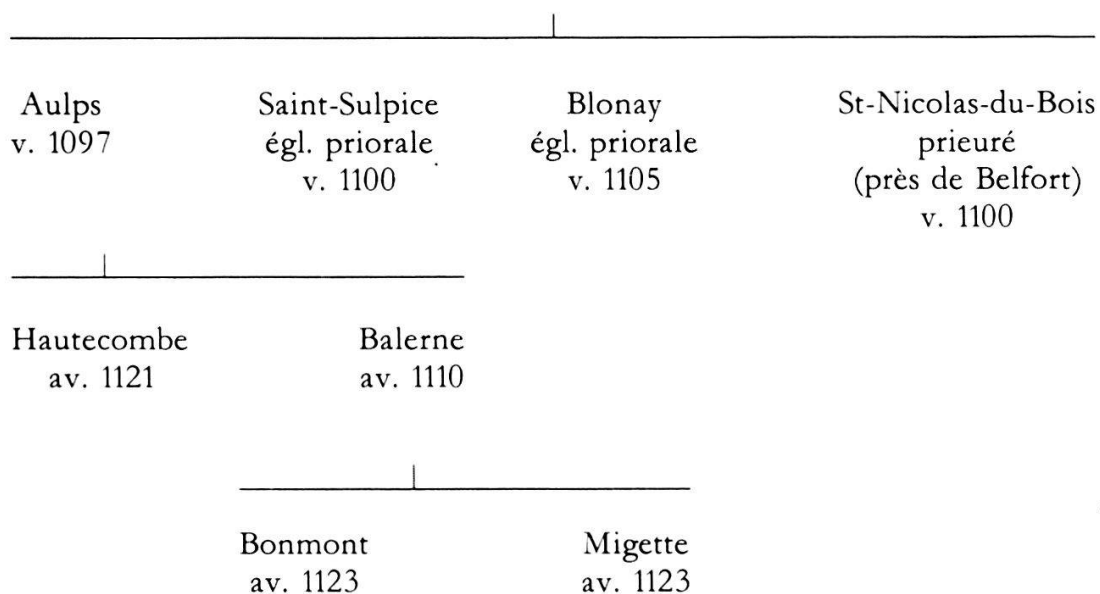 Aulps
v. 1097
Saint-Sulpice
égl. priorale
v. 1100
Blonay
égl. priorale
v. 1105
St-Nicolas-du-Bois
prieuré
(près de Belfort)
v. 1100
Hautecombe
av. 1121
Balerne
av. 1110
Bonmont
av. 1123
Migette
av. 1123